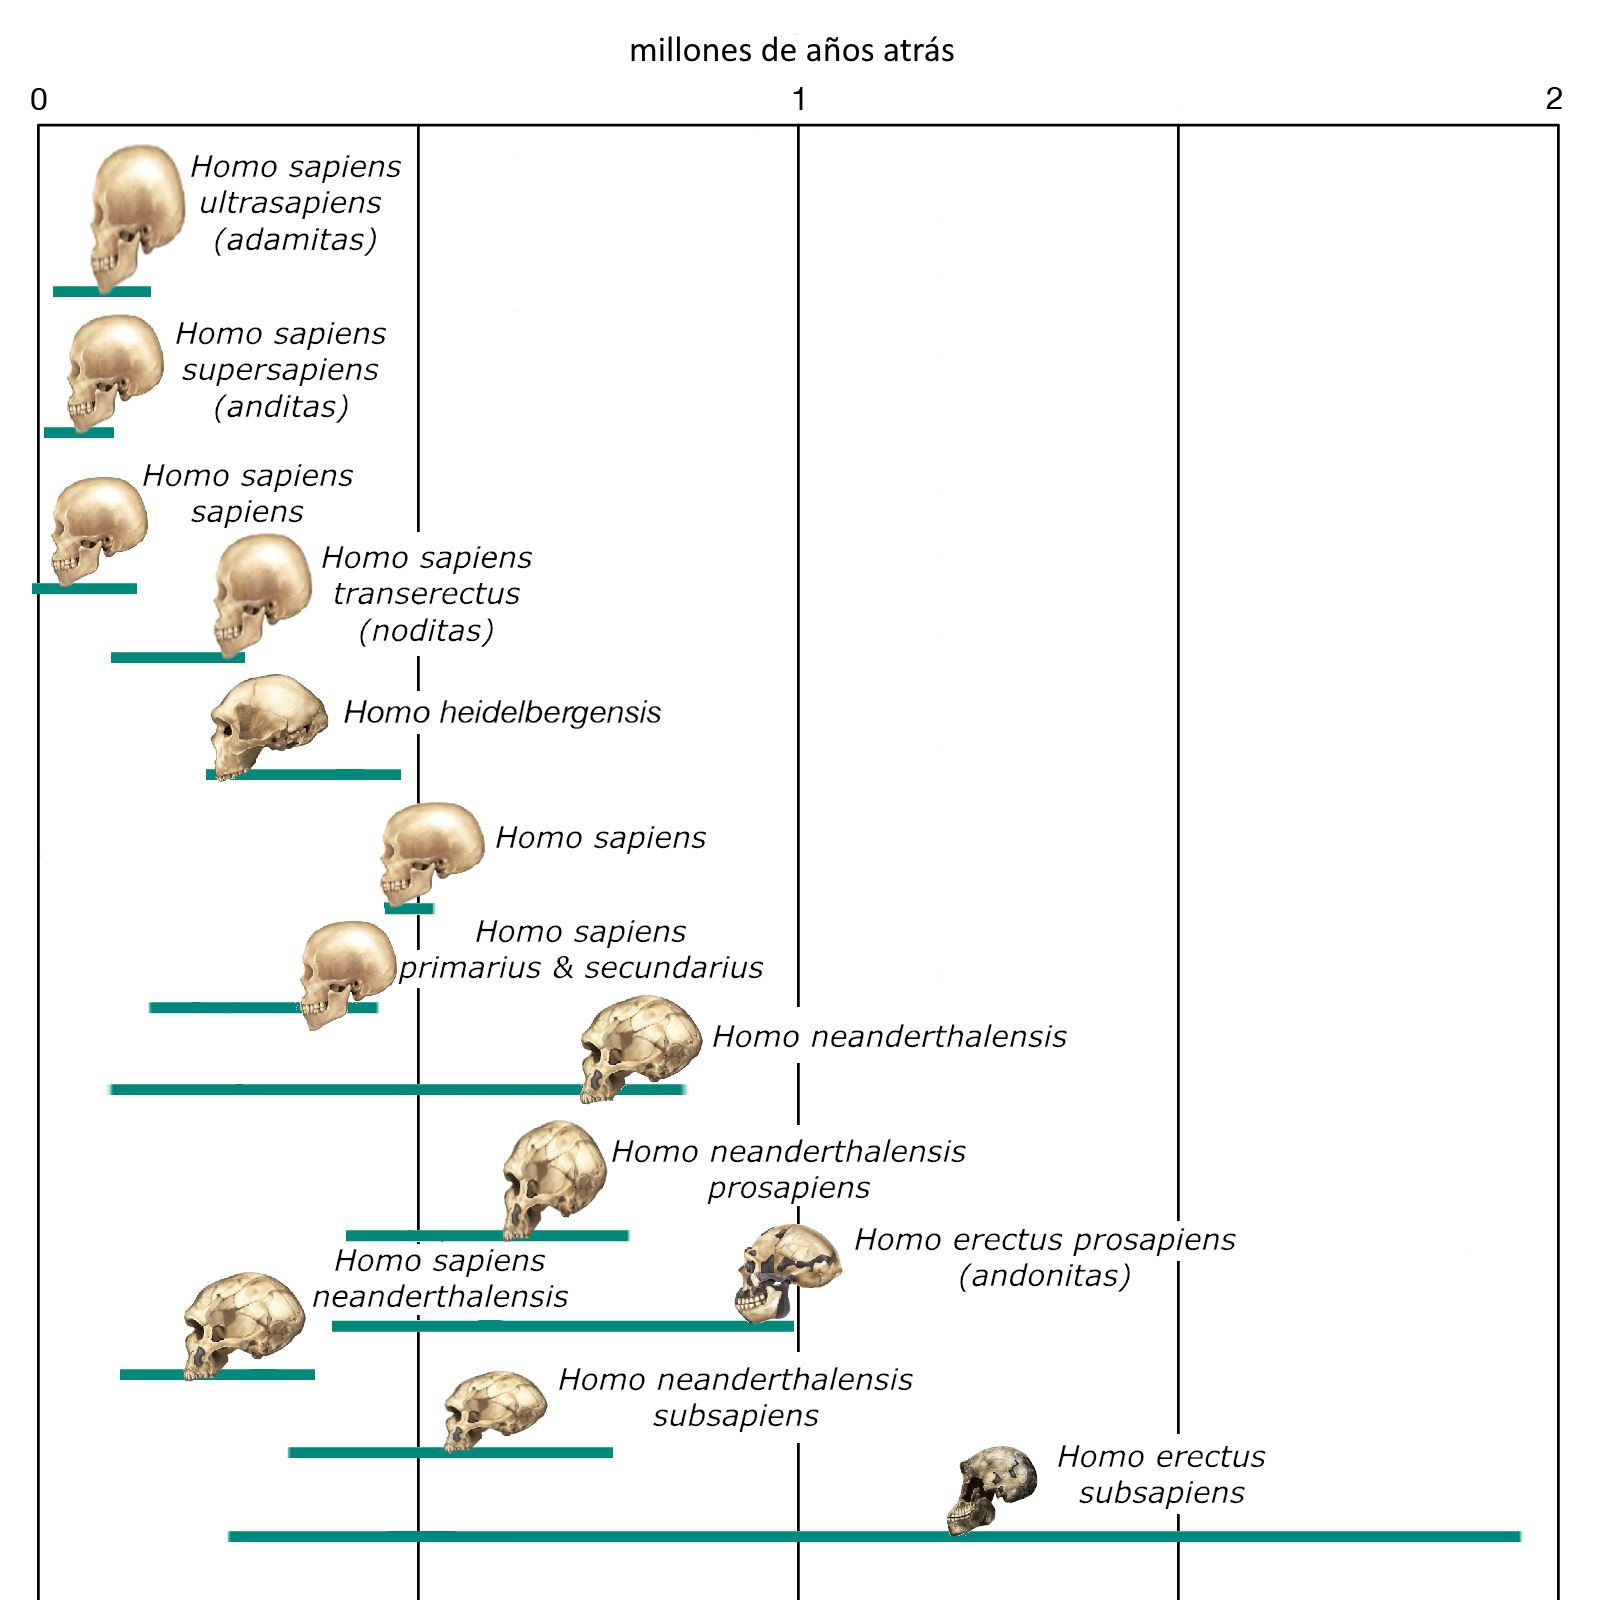 millones de años atrás
0 1 2
Homo sapiens
ultrasapiens
(adamitas)
Homo sapiens
supersapiens
(anditas)
Homo sapiens
sapiens
Homo sapiens
transerectus
(noditas)
Homo heidelbergensis
Homo sapiens
Homo sapiens
primarius & secundarius
Homo neanderthalensis
Homo neanderthalensis
prosapiens
Homo erectus prosapiens
(andonitas)
Homo sapiens
neanderthalensis
Homo neanderthalensis
subsapiens
Homo erectus
subsapiens